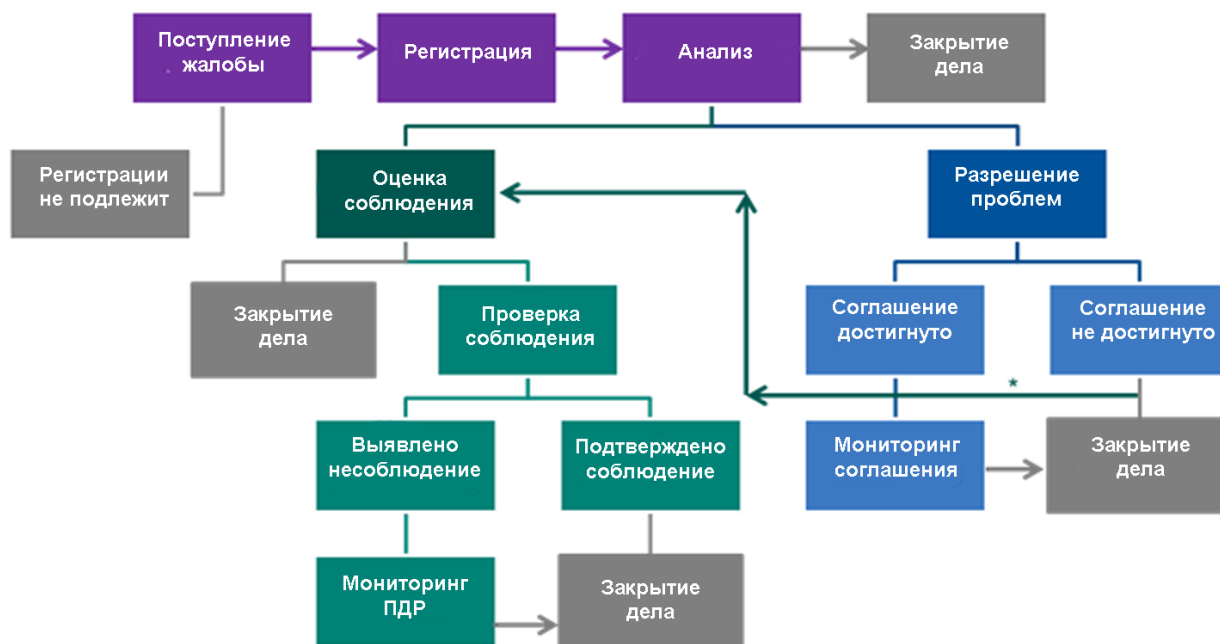 Поступление
жалобы
Регистрация
Анализ
Закрытие
дела
Регистрации
не подлежит
Оценка
соблюдения
Разрешение
проблем
Закрытие
дела
Проверка
соблюдения
Соглашение
достигнуто
Соглашение
не достигнуто
*
Выявлено
несоблюдение
Подтверждено
соблюдение
Мониторинг
соглашения
Закрытие
дела
Мониторинг
ПДР
Закрытие
дела